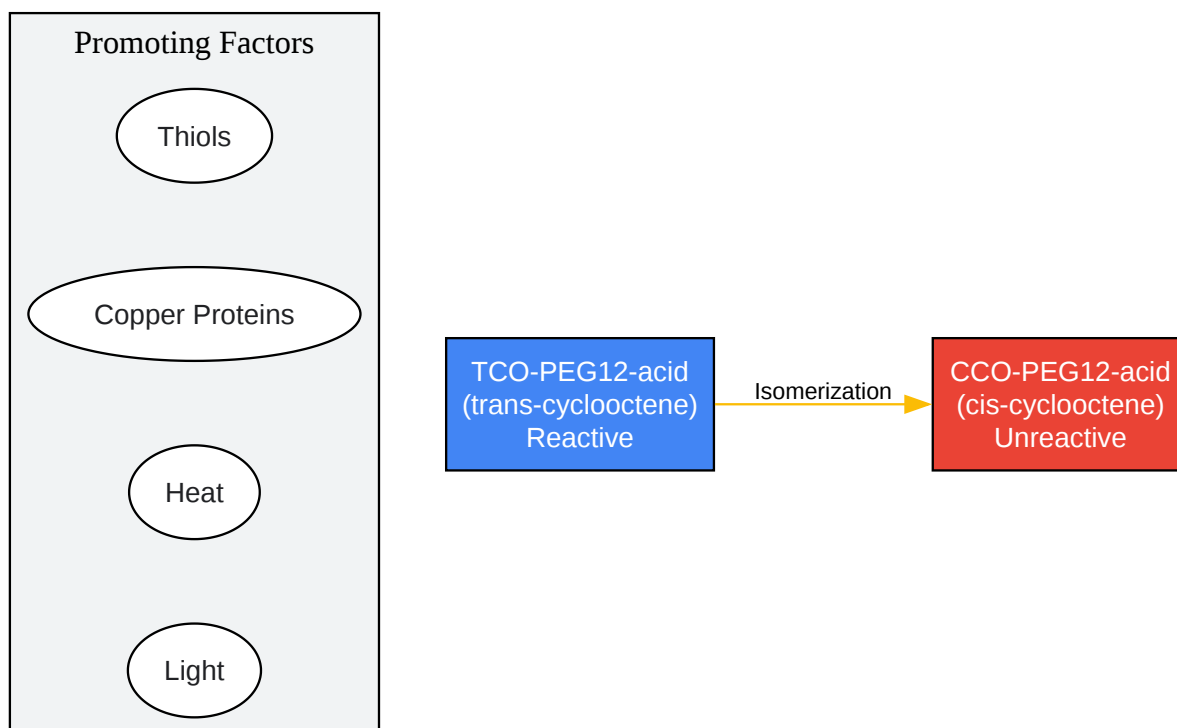 Promoting Factors
Thiols
Copper Proteins
Heat
Light
TCO-PEG12-acid
(trans-cyclooctene)
Reactive
Isomerization
CCO-PEG12-acid
(cis-cyclooctene)
Unreactive